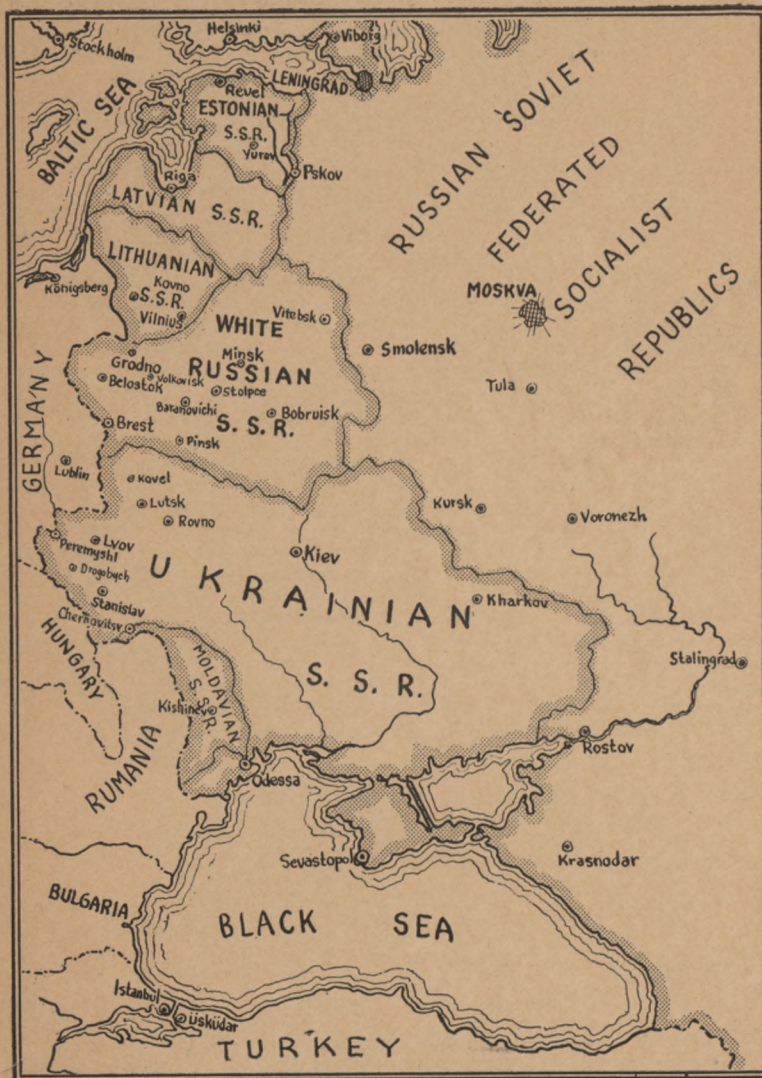 Stockholm
Helsinki
Viborg
LENINGRAD
Revel
ESTONIAN
S.S.R.
Yurev
Pskov
BALTIC SEA
Riga
LATVIAN S.S.R.
RUSSIAN SOVIET
FEDERATED
SOCIALIST
REPUBLICS
LITHUANIAN
Kovno
S.S.R.
Vilnius
Königsberg
MOSKVA
WHITE
Vitebsk
Smolensk
Grodno
Minsk
RUSSIAN
Belostok
Volkovisk
Stolpce
Tula
Baranovichi
S.S.R.
Bobruisk
Brest
Pinsk
GERMANY
Lublin
Kovel
Lutsk
Rovno
Kursk
Voronezh
Peremyshl
Lvov
Drogobych
Kiev
UKRAINIAN
S.S.R.
Stanislav
Kharkov
Chernovitsy
HUNGARY
MOLDAVIAN
S.S.R.
Kishinev
Stalingrad
RUMANIA
Odessa
Rostov
Sevastopol
Krasnodar
BULGARIA
BLACK SEA
Istanbul
Üsküdar
TURKEY